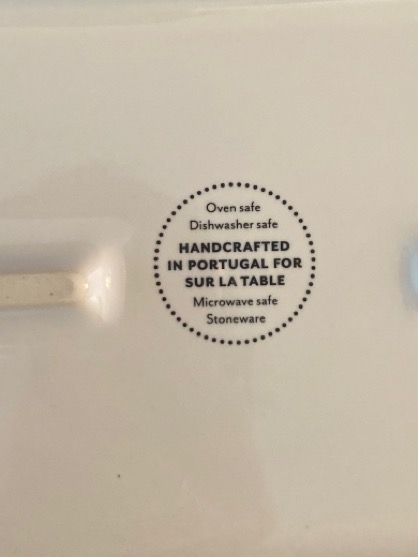 Oven safe
Dishwasher safe
HANDCRAFTED
IN PORTUGAL FOR
SUR LA TABLE
Microwave safe
Stoneware